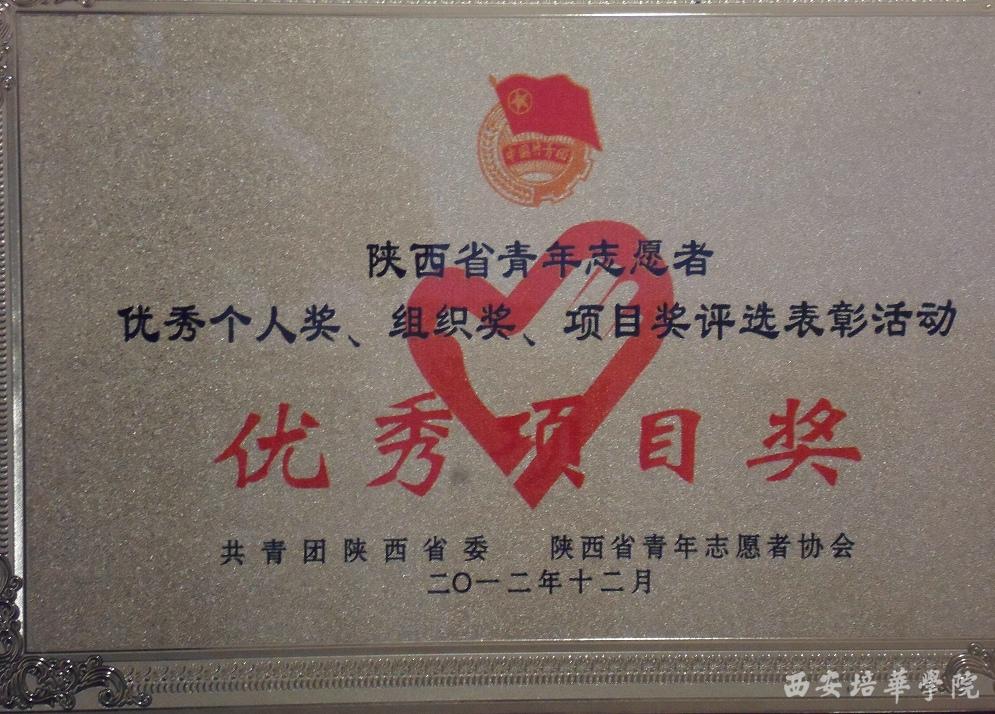 中国共青团
陕西省青年志愿者
优秀个人奖、组织奖、项目奖评选表彰活动
优秀项目奖
共青团陕西省委 陕西省青年志愿者协会
二〇一二年十二月
西安培華學院